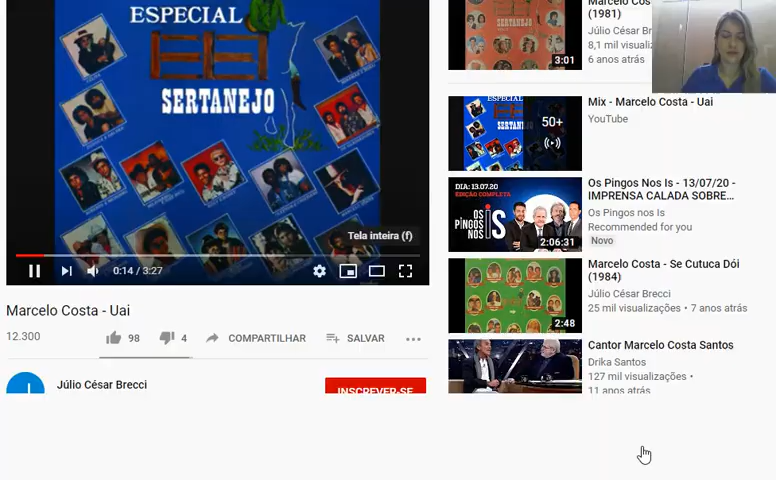 ESPECIAL
SERTANEJO
Tela inteira (f)
0:14 / 3:27
Marcelo Costa - Uai
12.300
98
4
COMPARTILHAR
SALVAR
Júlio César Brecci
INSCREVER-SE
(1981)
Júlio César
8,1 mil
6 anos atrás
3:01
ESPECIAL
50+
Mix - Marcelo Costa - Uai
YouTube
DIA: 13.07.20
EDIÇÃO COMPLETA
OS
PINGOS
NOS
IS
2:06:31
Os Pingos Nos Is - 13/07/20 -
IMPRENSA CALADA SOBRE...
Os Pingos nos Is
Recommended for you
Novo
2:48
Marcelo Costa - Se Cutuca Dói
(1984)
Júlio César Brecci
25 mil visualizações • 7 anos atrás
Cantor Marcelo Costa Santos
Drika Santos
127 mil visualizações •
11 anos atrás